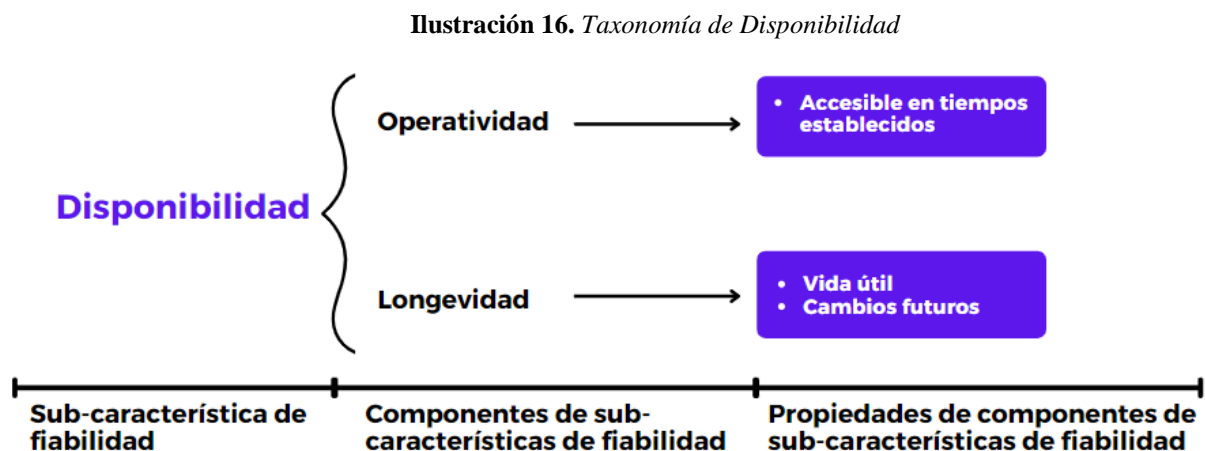 Ilustración 16. Taxonomía de Disponibilidad
Operatividad
• Accesible en tiempos
establecidos
Disponibilidad
Longevidad
• Vida útil
• Cambios futuros
Sub-característica de
fiabilidad
Componentes de sub-
características de fiabilidad
Propiedades de componentes de
sub-características de fiabilidad